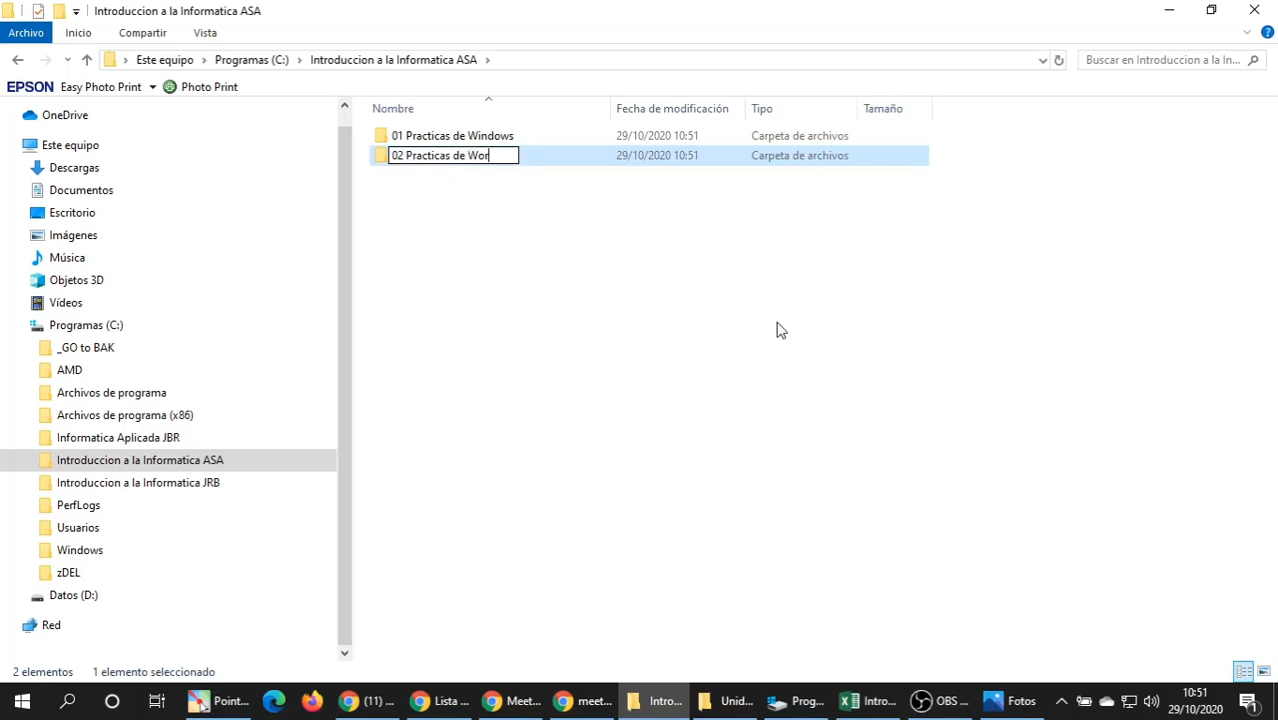 Introduccion a la Informatica ASA
Archivo Inicio Compartir Vista
Este equipo Programas (C:) Introduccion a la Informatica ASA
Buscar en Introduccion a la In...
EPSON Easy Photo Print Photo Print
Nombre Fecha de modificación Tipo Tamaño
01 Practicas de Windows 29/10/2020 10:51 Carpeta de archivos
02 Practicas de Wor 29/10/2020 10:51 Carpeta de archivos
OneDrive
Este equipo
Descargas
Documentos
Escritorio
Imágenes
Música
Objetos 3D
Vídeos
Programas (C:)
_GO to BAK
AMD
Archivos de programa
Archivos de programa (x86)
Informatica Aplicada JBR
Introduccion a la Informatica ASA
Introduccion a la Informatica JRB
PerfLogs
Usuarios
Windows
zDEL
Datos (D:)
Red
2 elementos 1 elemento seleccionado
Point... (11) ... Lista ... Meet... meet... Intro... Unid... Prog... Intro... OBS ... Fotos
10:51
29/10/2020
1